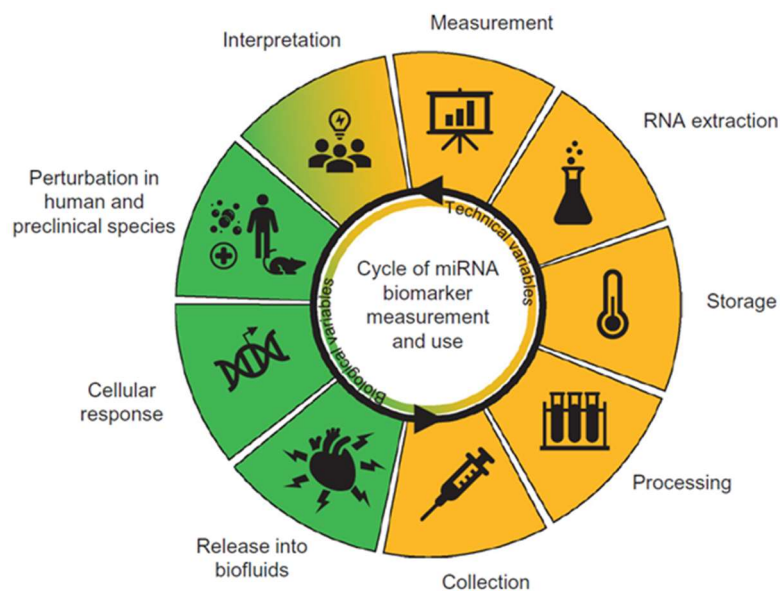 Measurement
Interpretation
RNA extraction
Perturbation in
human and
preclinical species
Technical variables
Cycle of miRNA
biomarker
measurement
and use
Biological variables
Storage
Cellular
response
Processing
Release into
biofluids
Collection